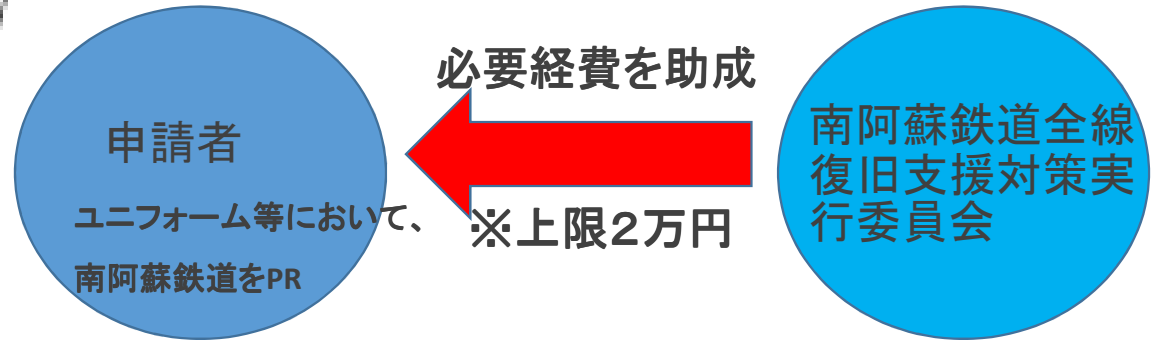 申請者
ユニフォーム等において、
南阿蘇鉄道をPR
必要経費を助成
※上限２万円
南阿蘇鉄道全線
復旧支援対策実
行委員会